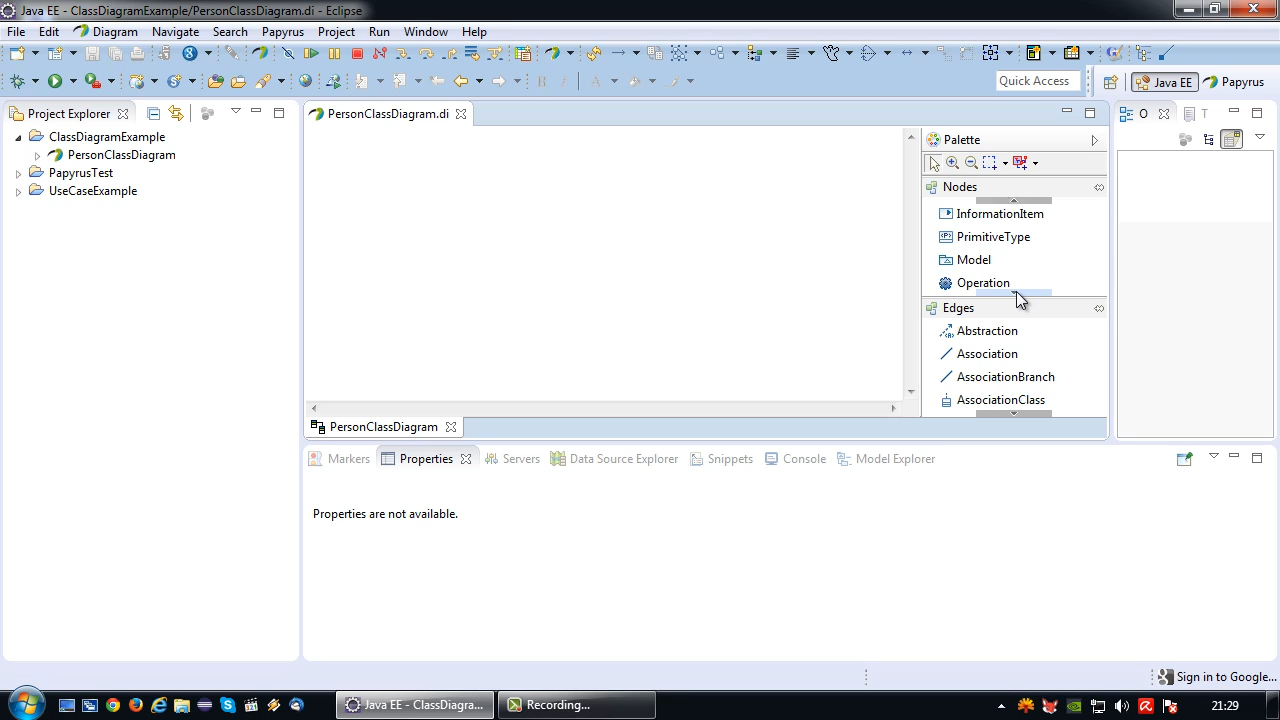 Java EE - ClassDiagramExample/PersonClassDiagram.di - Eclipse
File Edit Diagram Navigate Search Papyrus Project Run Window Help
Quick Access Java EE Papyrus
Project Explorer
ClassDiagramExample
PersonClassDiagram
PapyrusTest
UseCaseExample
PersonClassDiagram.di
Palette
Nodes
InformationItem
PrimitiveType
Model
Operation
Edges
Abstraction
Association
AssociationBranch
AssociationClass
PersonClassDiagram
O T
Markers Properties Servers Data Source Explorer Snippets Console Model Explorer
Properties are not available.
Sign in to Google...
Java EE - ClassDiagra... Recording... 21:29